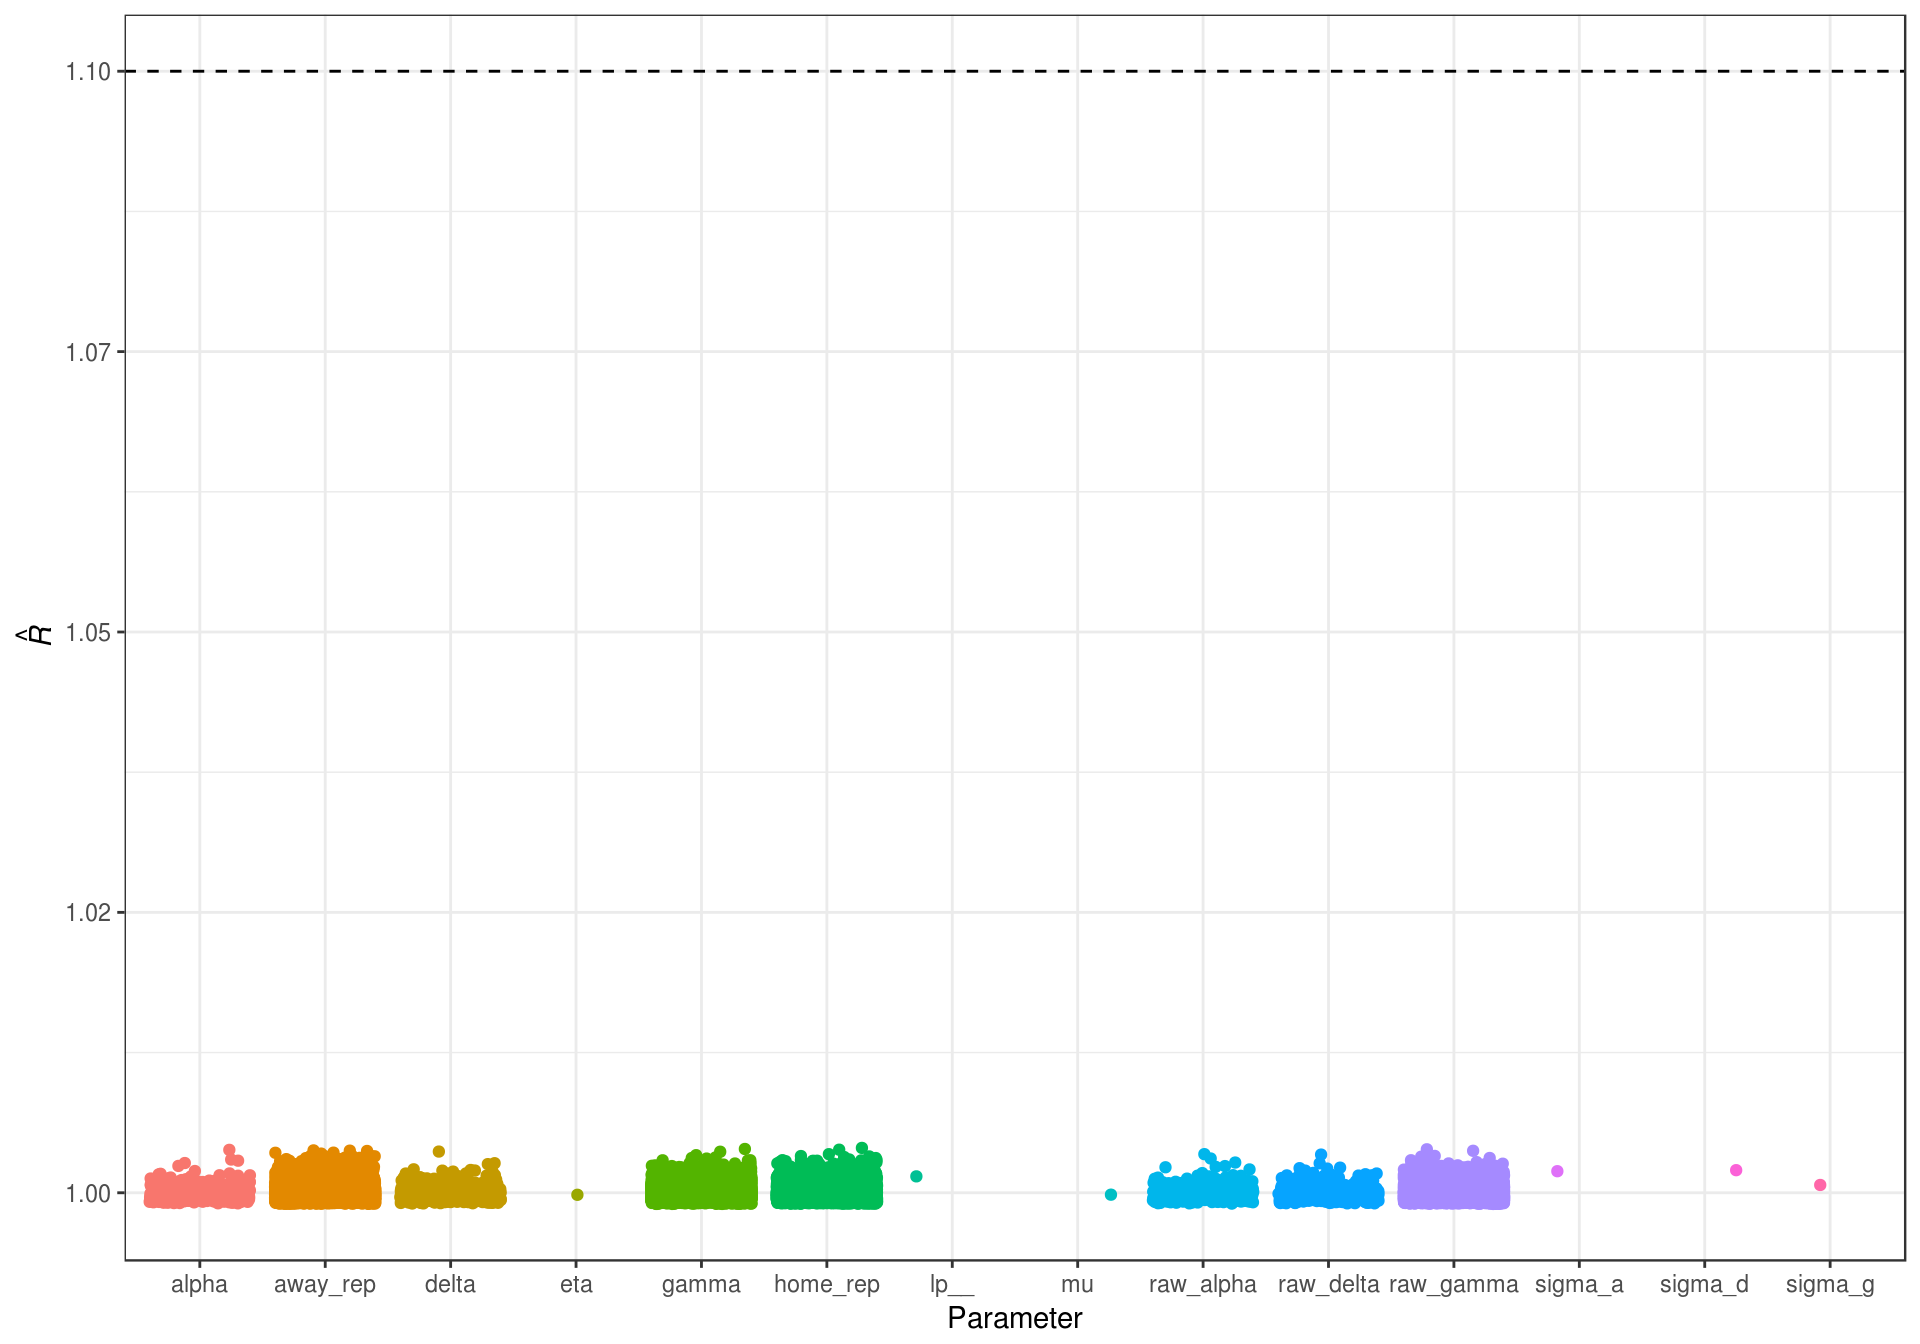 1.10
1.07
1.05
1.02
1.00
R̂
alpha away_rep delta eta gamma home_rep lp__ mu raw_alpha raw_delta raw_gamma sigma_a sigma_d sigma_g
Parameter